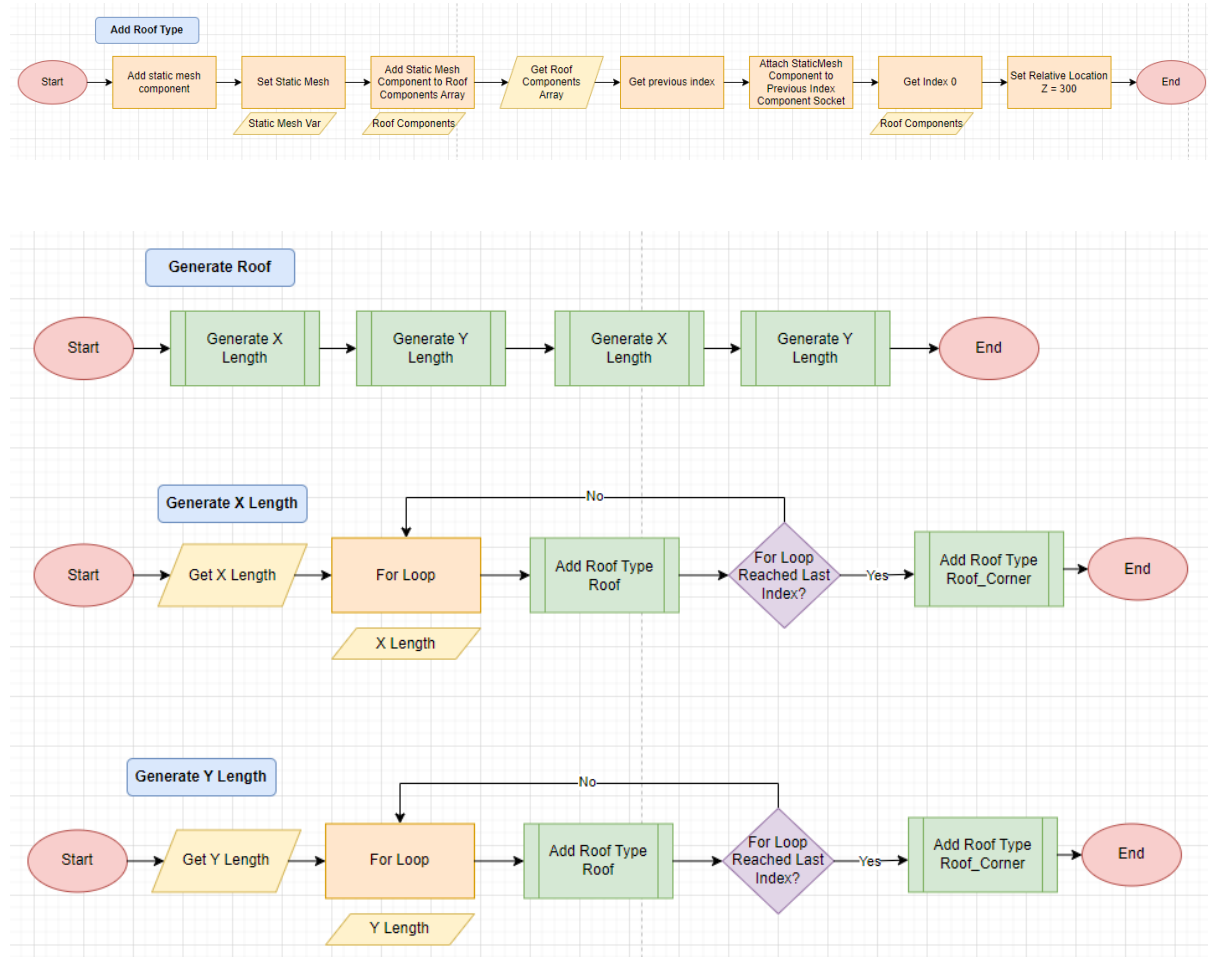 Add Roof Type
Start
Add static mesh
component
Set Static Mesh
Static Mesh Var
Add Static Mesh
Component to Roof
Components Array
Roof Components
Get Roof
Components
Array
Get previous index
Attach StaticMesh
Component to
Previous Index
Component Socket
Get Index 0
Roof Components
Set Relative Location
Z = 300
End
Generate Roof
Start
Generate X
Length
Generate Y
Length
Generate X
Length
Generate Y
Length
End
Generate X Length
Start
Get X Length
For Loop
X Length
Add Roof Type
Roof
No
For Loop
Reached Last
Index?
Yes
Add Roof Type
Roof_Corner
End
Generate Y Length
Start
Get Y Length
For Loop
Y Length
Add Roof Type
Roof
No
For Loop
Reached Last
Index?
Yes
Add Roof Type
Roof_Corner
End